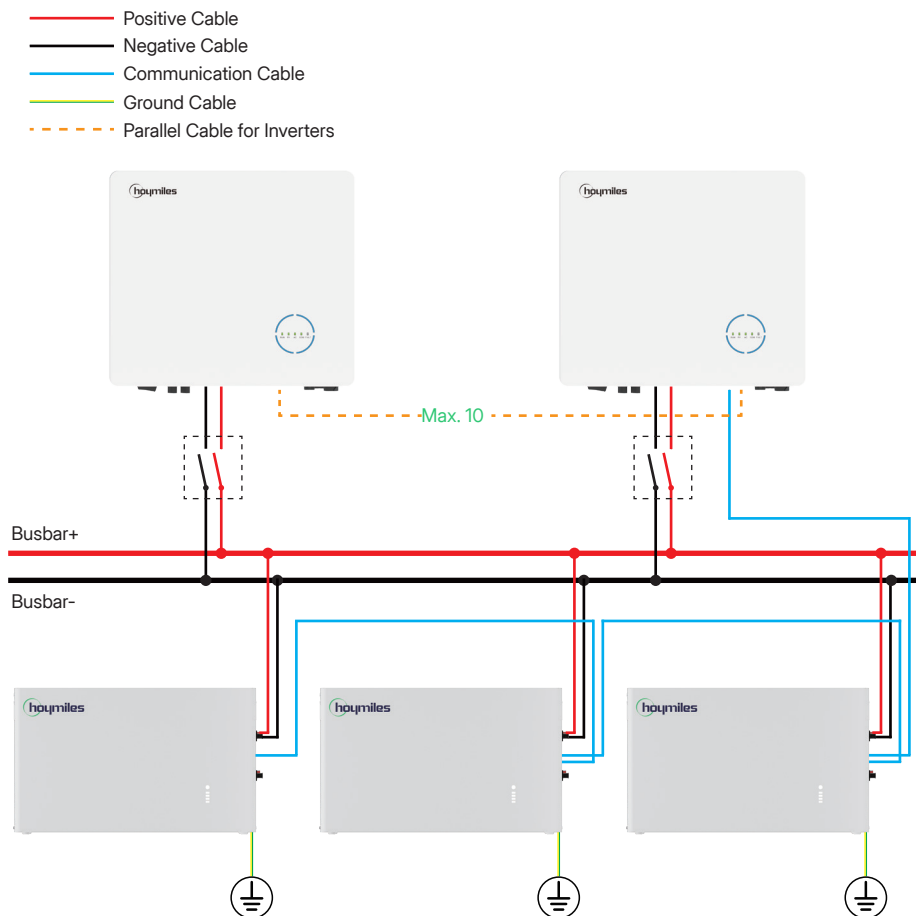 Positive Cable
Negative Cable
Communication Cable
Ground Cable
Parallel Cable for Inverters
hoymiles
hoymiles
Max. 10
Busbar+
Busbar-
hoymiles
hoymiles
hoymiles